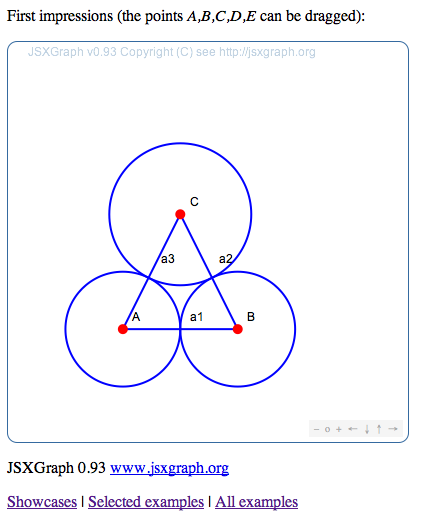 First impressions (the points A,B,C,D,E can be dragged):
JSXGraph v0.93 Copyright (C) see http://jsxgraph.org
C
a3 a2
A a1 B
− o + ← ↓ ↑ →
JSXGraph 0.93 www.jsxgraph.org
Showcases | Selected examples | All examples